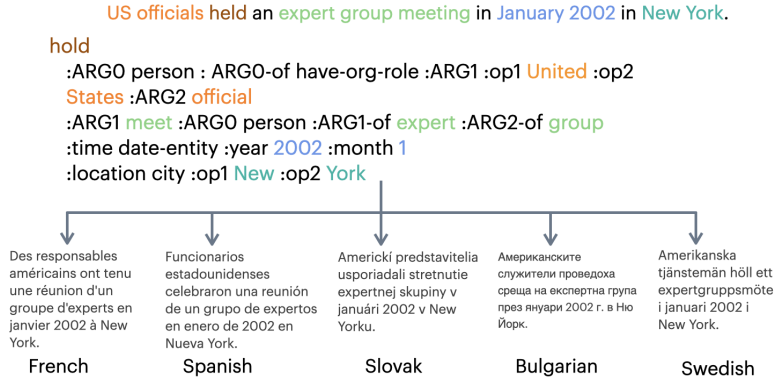 US officials held an expert group meeting in January 2002 in New York.
hold
:ARG0 person : ARG0-of have-org-role :ARG1 :op1 United :op2
States :ARG2 official
:ARG1 meet :ARG0 person :ARG1-of expert :ARG2-of group
:time date-entity :year 2002 :month 1
:location city :op1 New :op2 York
Des responsables
américains ont tenu
une réunion d'un
groupe d'experts en
janvier 2002 à New
York.
French
Funcionarios
estadounidenses
celebraron una reunión
de un grupo de expertos
en enero de 2002 en
Nueva York.
Spanish
Americkí predstavitelia
usporiadali stretnutie
expertnej skupiny v
januári 2002 v New
Yorku.
Slovak
Американските
служители проведоха
среща на експертна група
през януари 2002 г. в Ню
Йорк.
Bulgarian
Amerikanska
tjänstemän höll ett
expertgruppsmöte
i januari 2002 i
New York.
Swedish